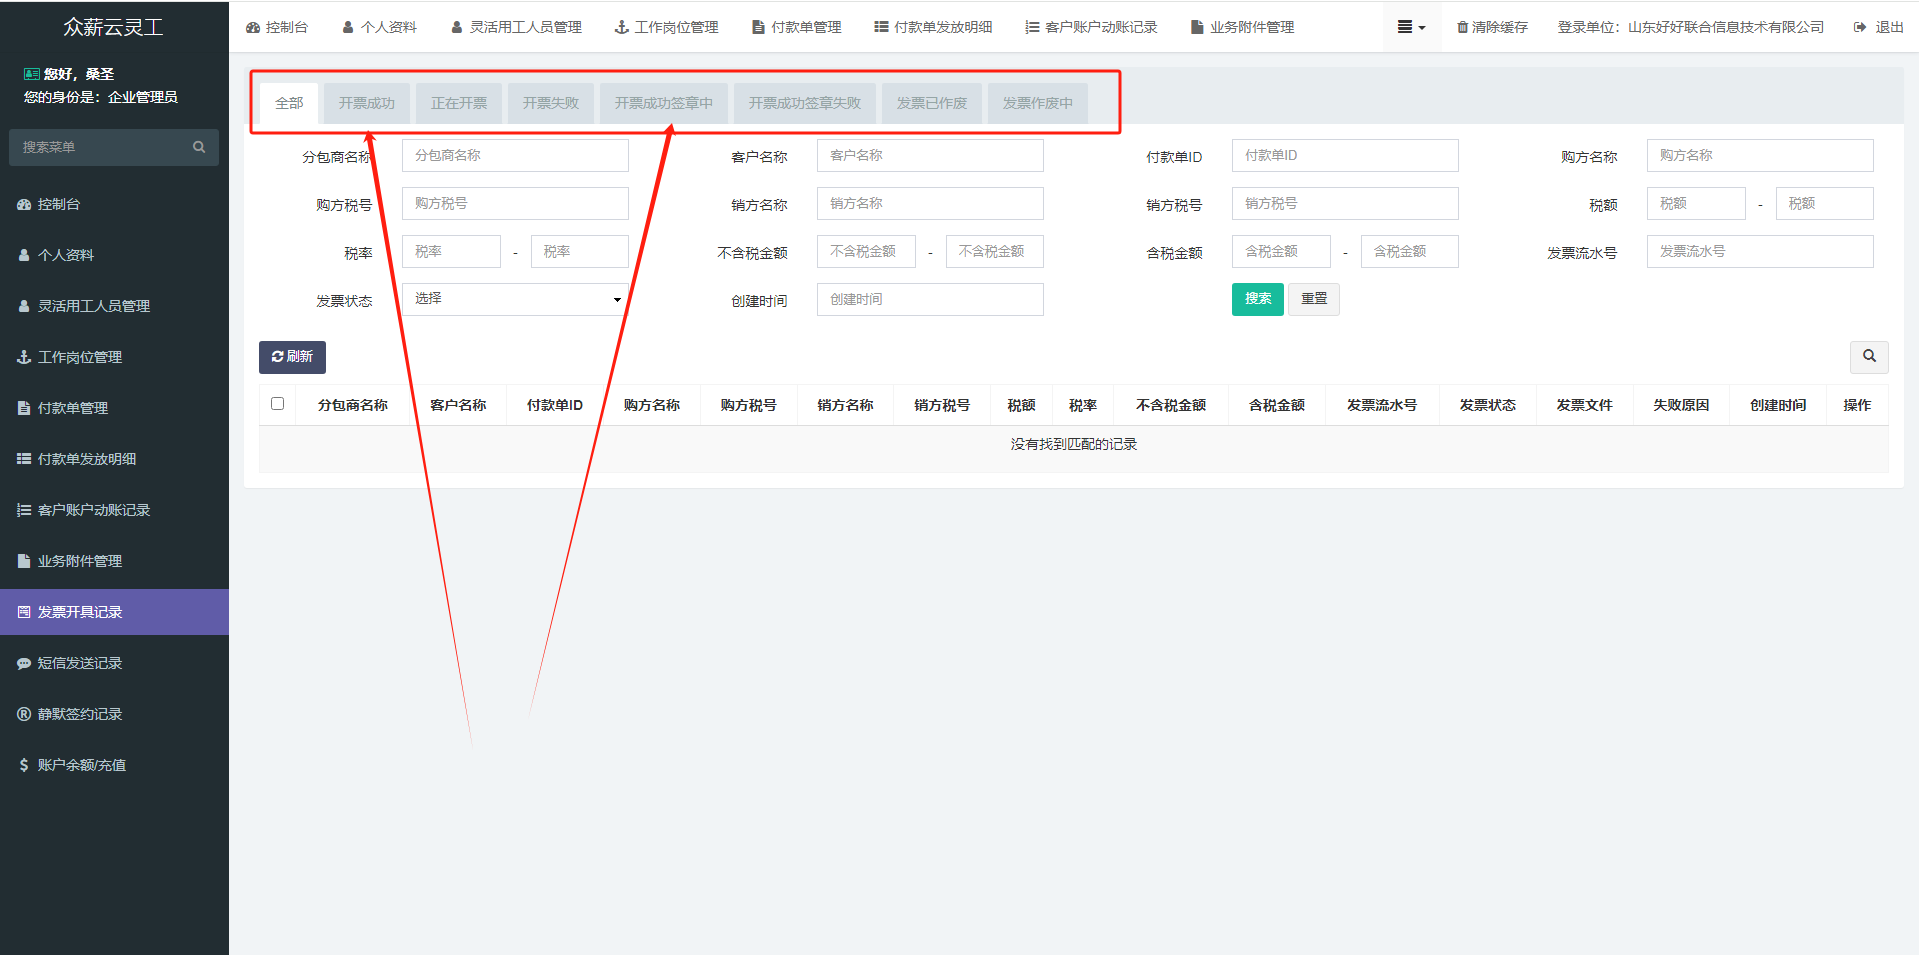 众薪云灵工
控制台
个人资料
灵活用工人员管理
工作岗位管理
付款单管理
付款单发放明细
客户账户动账记录
业务附件管理
清除缓存
登录单位：山东好好联合信息技术有限公司
退出
您好，桑圣
您的身份是：企业管理员
搜索菜单
控制台
个人资料
灵活用工人员管理
工作岗位管理
付款单管理
付款单发放明细
客户账户动账记录
业务附件管理
发票开具记录
短信发送记录
静默签约记录
账户余额/充值
全部
开票成功
正在开票
开票失败
开票成功签章中
开票成功签章失败
发票已作废
发票作废中
分包商名称 分包商名称
客户名称 客户名称
付款单ID 付款单ID
购方名称 购方名称
购方税号 购方税号
销方名称 销方名称
销方税号 销方税号
税额 税额 - 税额
税率 税率 - 税率
不含税金额 不含税金额 - 不含税金额
含税金额 含税金额 - 含税金额
发票流水号 发票流水号
发票状态 选择
创建时间 创建时间
搜索 重置
刷新
分包商名称 客户名称 付款单ID 购方名称 购方税号 销方名称 销方税号 税额 税率 不含税金额 含税金额 发票流水号 发票状态 发票文件 失败原因 创建时间 操作
没有找到匹配的记录